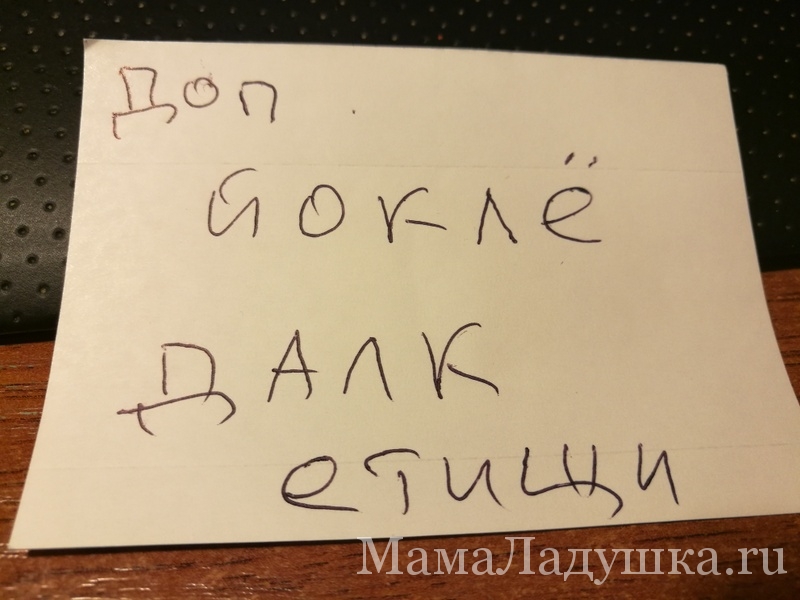 Доп
йоклё
далк
етищи
МамаЛадушка.ru